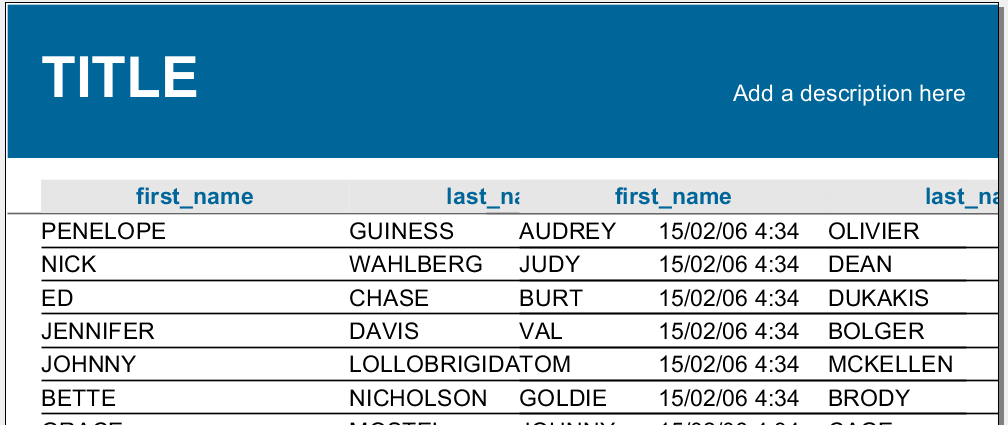 TITLE
Add a description here
first_name last_na first_name last_na
PENELOPE GUINESS AUDREY 15/02/06 4:34 OLIVIER
NICK WAHLBERG JUDY 15/02/06 4:34 DEAN
ED CHASE BURT 15/02/06 4:34 DUKAKIS
JENNIFER DAVIS VAL 15/02/06 4:34 BOLGER
JOHNNY LOLLOBRIGIDATOM 15/02/06 4:34 MCKELLEN
BETTE NICHOLSON GOLDIE 15/02/06 4:34 BRODY